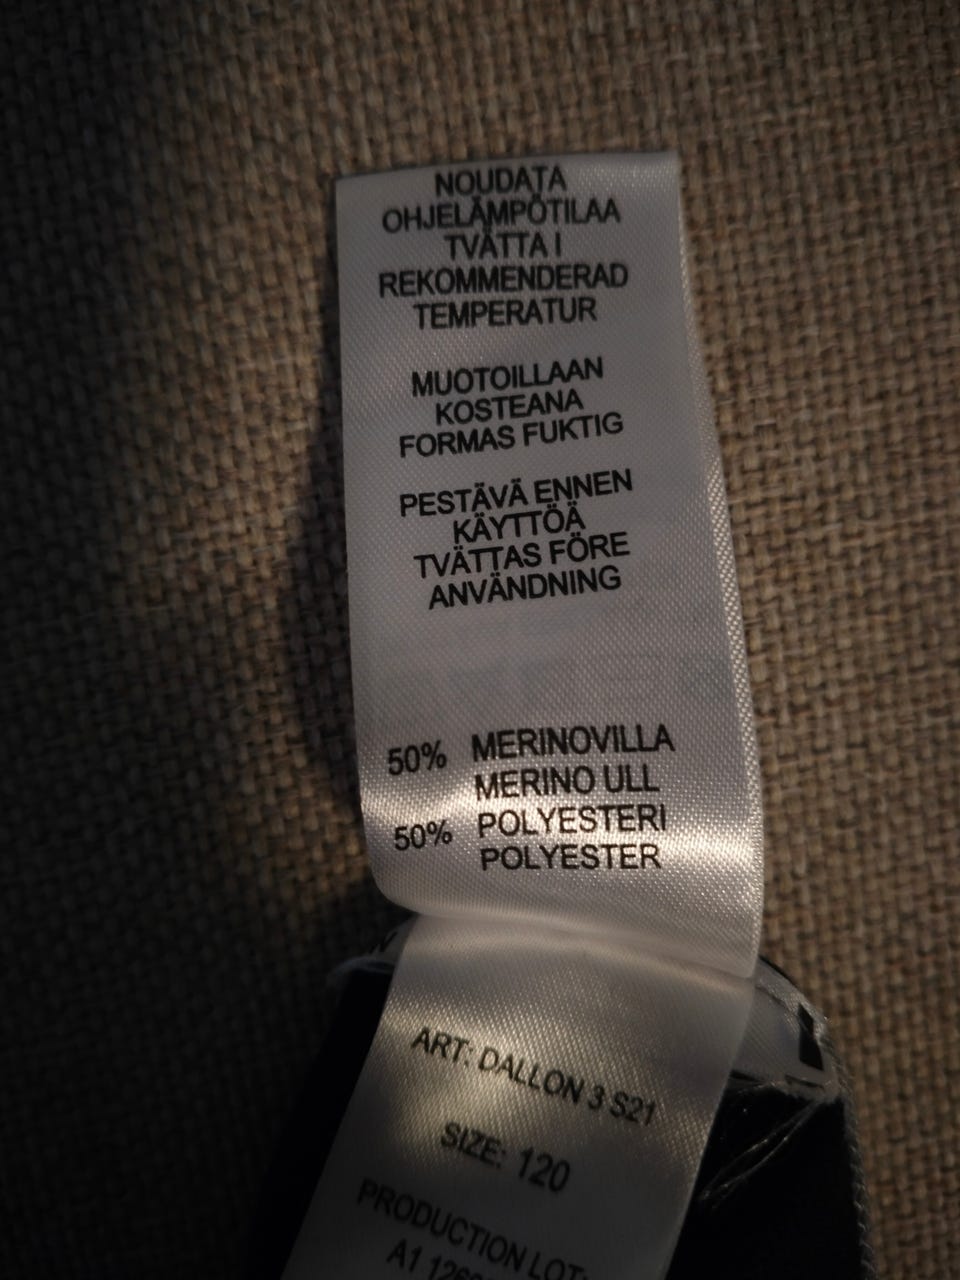 NOUDATA
OHJELÄMPÖTILAA
TVÄTTA I
REKOMMENDERAD
TEMPERATUR
MUOTOILLAAN
KOSTEANA
FORMAS FUKTIG
PESTÄVÄ ENNEN
KÄYTTÖÄ
TVÄTTAS FÖRE
ANVÄNDNING
50% MERINOVILLA
MERINO ULL
50% POLYESTERI
POLYESTER
ART: DALLON 3 S21
SIZE: 120
PRODUCTION LOT:
A1